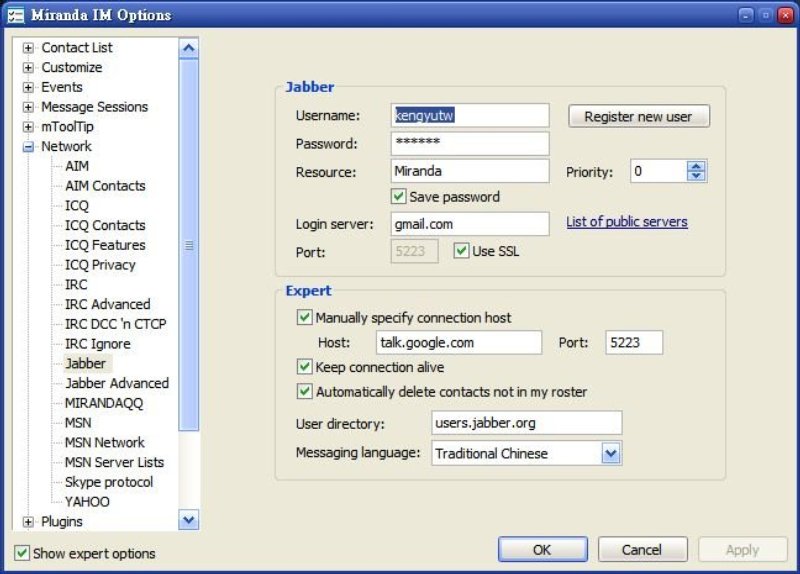 Miranda IM Options
Contact List
Customize
Events
Message Sessions
mToolTip
Network
AIM
AIM Contacts
ICQ
ICQ Contacts
ICQ Features
ICQ Privacy
IRC
IRC Advanced
IRC DCC 'n CTCP
IRC Ignore
Jabber
Jabber Advanced
MIRANDAQQ
MSN
MSN Network
MSN Server Lists
Skype protocol
YAHOO
Plugins
Show expert options
Jabber
Username: kengyutw Register new user
Password: ******
Resource: Miranda Priority: 0
Save password
Login server: gmail.com List of public servers
Port: 5223 Use SSL
Expert
Manually specify connection host
Host: talk.google.com Port: 5223
Keep connection alive
Automatically delete contacts not in my roster
User directory: users.jabber.org
Messaging language: Traditional Chinese
OK Cancel Apply